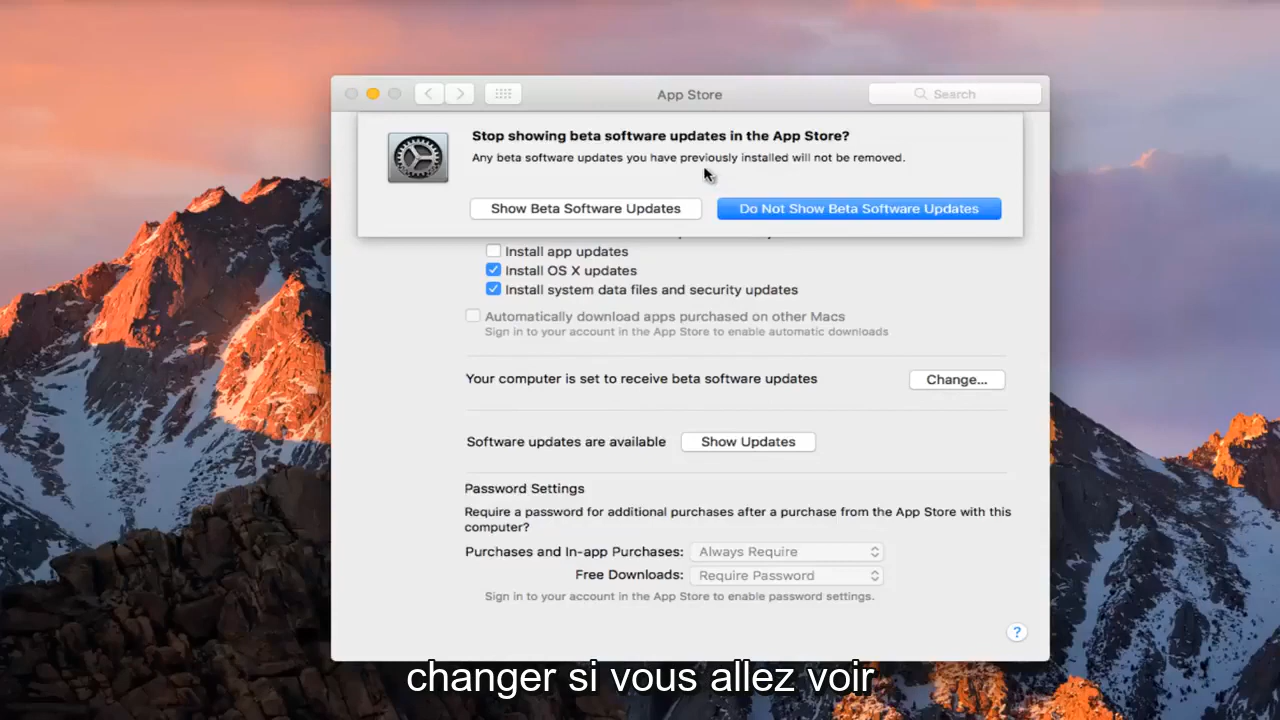 App Store
Search
Stop showing beta software updates in the App Store?
Any beta software updates you have previously installed will not be removed.
Show Beta Software Updates
Do Not Show Beta Software Updates
Install app updates
Install OS X updates
Install system data files and security updates
Automatically download apps purchased on other Macs
Sign in to your account in the App Store to enable automatic downloads
Your computer is set to receive beta software updates
Change...
Software updates are available
Show Updates
Password Settings
Require a password for additional purchases after a purchase from the App Store with this
computer?
Purchases and In-app Purchases:
Always Require
Free Downloads:
Require Password
Sign in to your account in the App Store to enable password settings.
?
changer si vous allez voir